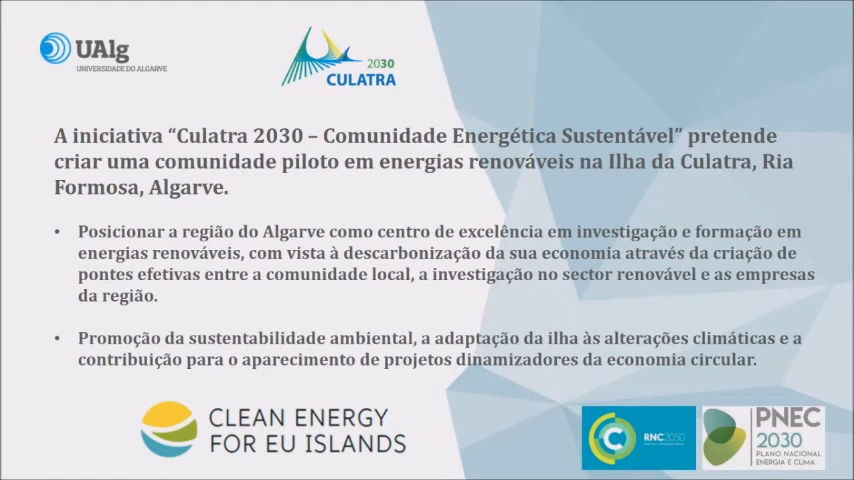 UAlg
UNIVERSIDADE DO ALGARVE
2030
CULATRA
A iniciativa “Culatra 2030 – Comunidade Energética Sustentável” pretende
criar uma comunidade piloto em energias renováveis na Ilha da Culatra, Ria
Formosa, Algarve.
• Posicionar a região do Algarve como centro de excelência em investigação e formação em
energias renováveis, com vista à descarbonização da sua economia através da criação de
pontes efetivas entre a comunidade local, a investigação no sector renovável e as empresas
da região.
• Promoção da sustentabilidade ambiental, a adaptação da ilha às alterações climáticas e a
contribuição para o aparecimento de projetos dinamizadores da economia circular.
CLEAN ENERGY
FOR EU ISLANDS
RNC2050
PNEC
2030
PLANO NACIONAL
ENERGIA E CLIMA